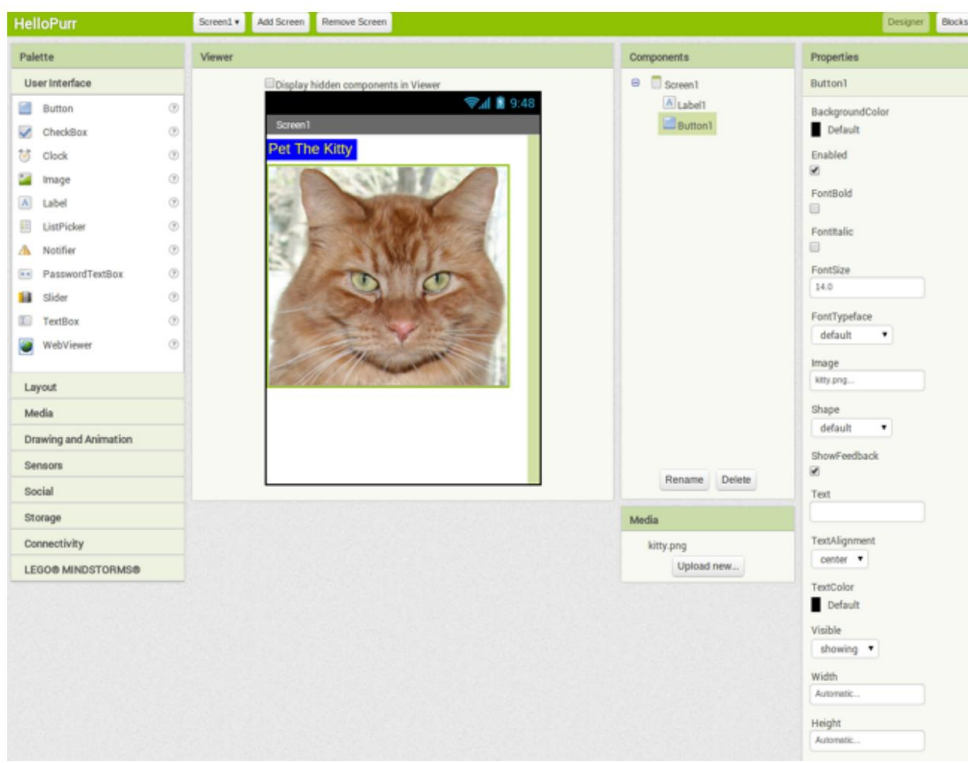 HelloPurr
Screen1 ▾ Add Screen Remove Screen
Designer Blocks
Palette
User Interface
Button
CheckBox
Clock
Image
Label
ListPicker
Notifier
PasswordTextBox
Slider
TextBox
WebViewer
Layout
Media
Drawing and Animation
Sensors
Social
Storage
Connectivity
LEGO® MINDSTORMS®
Viewer
Display hidden components in Viewer
9:48
Screen1
Pet The Kitty
Components
Screen1
Label1
Button1
Rename Delete
Media
kitty.png
Upload new...
Properties
Button1
BackgroundColor
Default
Enabled
FontBold
FontItalic
FontSize
14.0
FontTypeface
default
Image
kitty.png...
Shape
default
ShowFeedback
Text
TextAlignment
center
TextColor
Default
Visible
showing
Width
Automatic...
Height
Automatic...